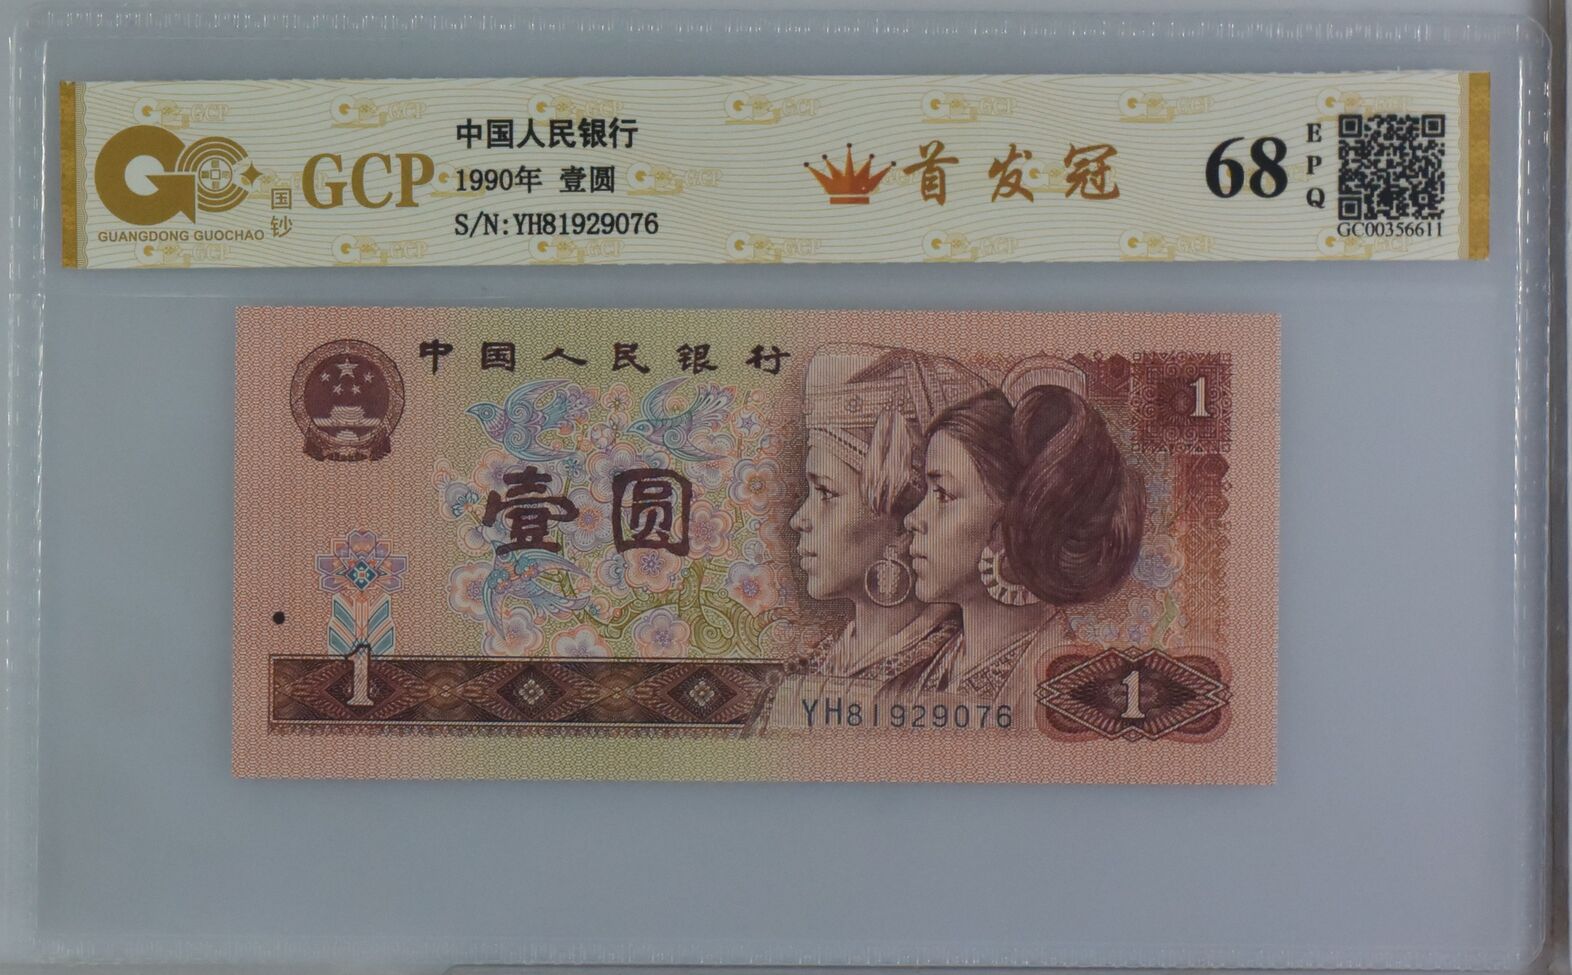 GUANGDONG GUOCHAO
国钞
GCP
中国人民银行
1990年 壹圆
S/N:YH81929076
首发冠
68
EPQ
GC00356611
中国人民银行
1
壹圆
1
YH81929076
1